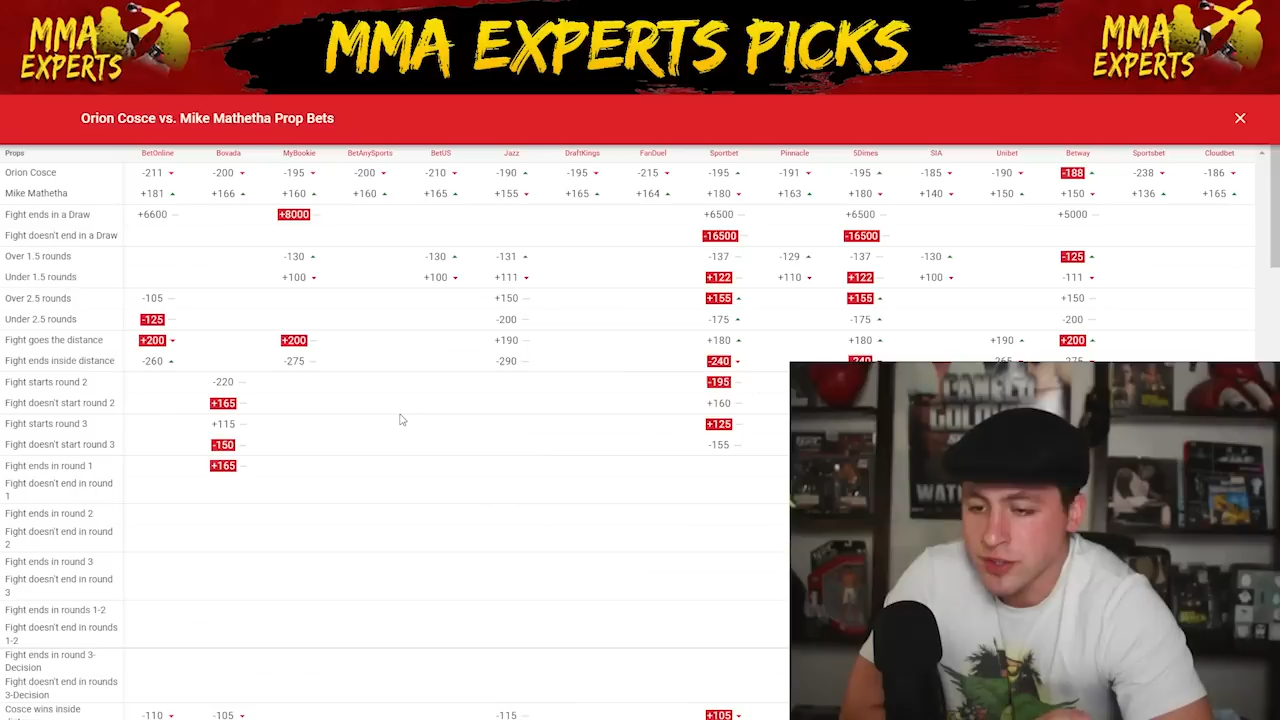 MMA EXPERTS
MMA EXPERTS PICKS
MMA EXPERTS
Orion Cosce vs. Mike Mathetha Prop Bets
Props BetOnline Bovada MyBookie BetAnySports BetUS Jazz DraftKings FanDuel Sportbet Pinnacle 5Dimes SIA Unibet Betway Sportsbet Cloudbet
Orion Cosce -211 -200 -195 -200 -210 -190 -195 -215 -195 -191 -195 -185 -190 -188 -238 -186
Mike Mathetha +181 +166 +160 +160 +165 +155 +165 +164 +180 +163 +180 +140 +150 +150 +136 +165
Fight ends in a Draw +6600 +8000 +6500 +6500 +5000
Fight doesn't end in a Draw -16500 -16500
Over 1.5 rounds -130 -130 -131 -137 -129 -137 -130 -125
Under 1.5 rounds +100 +100 +111 +122 +110 +122 +100 -111
Over 2.5 rounds -105 +150 +155 +155 +150
Under 2.5 rounds -125 -200 -175 -175 -200
Fight goes the distance +200 +200 +190 +180 +180 +190 +200
Fight ends inside distance -260 -275 -290 -240
Fight starts round 2 -220 -195
Fight doesn't start round 2 +165 +160
Fight starts round 3 +115 +125
Fight doesn't start round 3 -150 -155
Fight ends in round 1 +165
Fight doesn't end in round
1
Fight ends in round 2
Fight doesn't end in round
2
Fight ends in round 3
Fight doesn't end in round
3
Fight ends in rounds 1-2
Fight doesn't end in rounds
1-2
Fight ends in round 3-
Decision
Fight doesn't end in rounds
3-Decision
Cosce wins inside -110 -105 -115 +105
CANELO